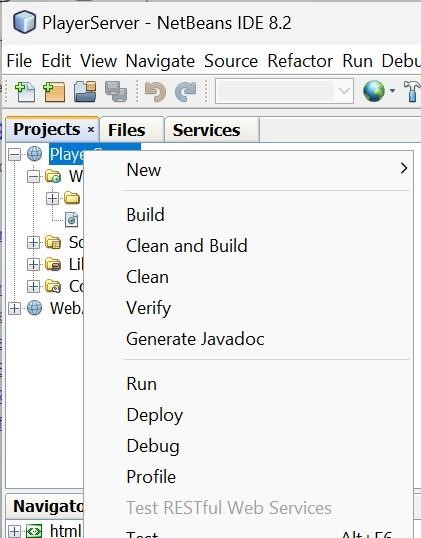 PlayerServer - NetBeans IDE 8.2
File Edit View Navigate Source Refactor Run Debu
Projects × Files Services
Playe
New
W
Build
Clean and Build
So
Clean
Lil
Co
Verify
WebA
Generate Javadoc
Run
Deploy
Debug
Profile
Navigato
Test RESTful Web Services
html
Test Alt+F6